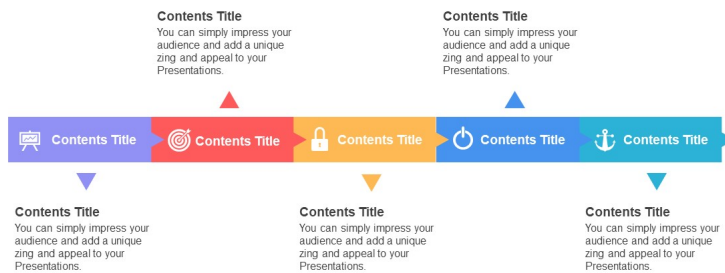 Contents Title
You can simply impress your
audience and add a unique
zing and appeal to your
Presentations.
Contents Title
You can simply impress your
audience and add a unique
zing and appeal to your
Presentations.
Contents Title
Contents Title
Contents Title
Contents Title
Contents Title
Contents Title
You can simply impress your
audience and add a unique
zing and appeal to your
Presentations.
Contents Title
You can simply impress your
audience and add a unique
zing and appeal to your
Presentations.
Contents Title
You can simply impress your
audience and add a unique
zing and appeal to your
Presentations.